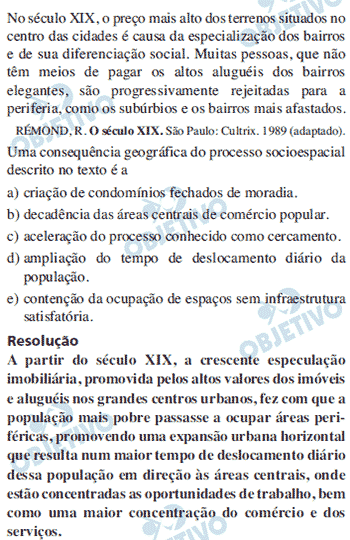 No século XIX, o preço mais alto dos terrenos situados no
centro das cidades é causa da especialização dos bairros
e de sua diferenciação social. Muitas pessoas, que não
têm meios de pagar os altos aluguéis dos bairros
elegantes, são progressivamente rejeitadas para a
periferia, como os subúrbios e os bairros mais afastados.
RÉMOND, R. O século XIX. São Paulo: Cultrix. 1989 (adaptado).
Uma consequência geográfica do processo socioespacial
descrito no texto é a
a) criação de condomínios fechados de moradia.
b) decadência das áreas centrais de comércio popular.
c) aceleração do processo conhecido como cercamento.
d) ampliação do tempo de deslocamento diário da
população.
e) contenção da ocupação de espaços sem infraestrutura
satisfatória.
Resolução
A partir do século XIX, a crescente especulação
imobiliária, promovida pelos altos valores dos imóveis
e aluguéis nos grandes centros urbanos, fez com que a
população mais pobre passasse a ocupar áreas peri-
féricas, promovendo uma expansão urbana horizontal
que resulta num maior tempo de deslocamento diário
dessa população em direção às áreas centrais, onde
estão concentradas as oportunidades de trabalho, bem
como uma maior concentração do comércio e dos
serviços.
OBJETIVO
OBJETIVO
OBJETIVO
OBJETIVO